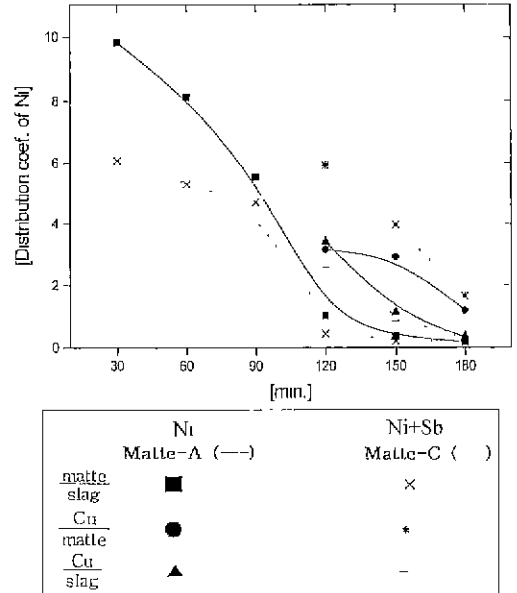 [Distribution coef. of Ni]
10
8
6
4
2
0
30 60 90 120 150 180
[min.]
Ni Ni+Sb
Matte-A (—) Matte-C ( )
matte
slag
Cu
matte
Cu
slag